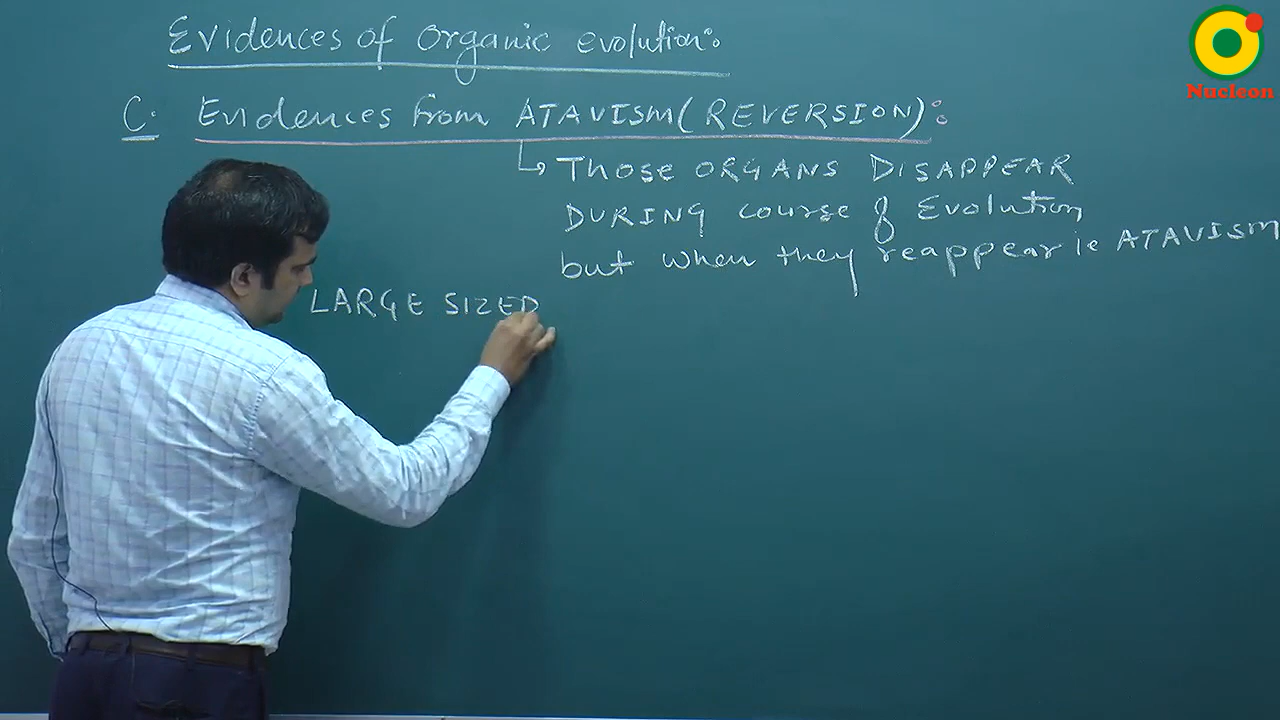 Evidences of organic evolution:
Nucleon
C. Evidences from ATAVISM (REVERSION):
↳ THOSE ORGANS DISAPPEAR
DURING course of Evolution
but when they reappear ie ATAVISM
LARGE SIZED